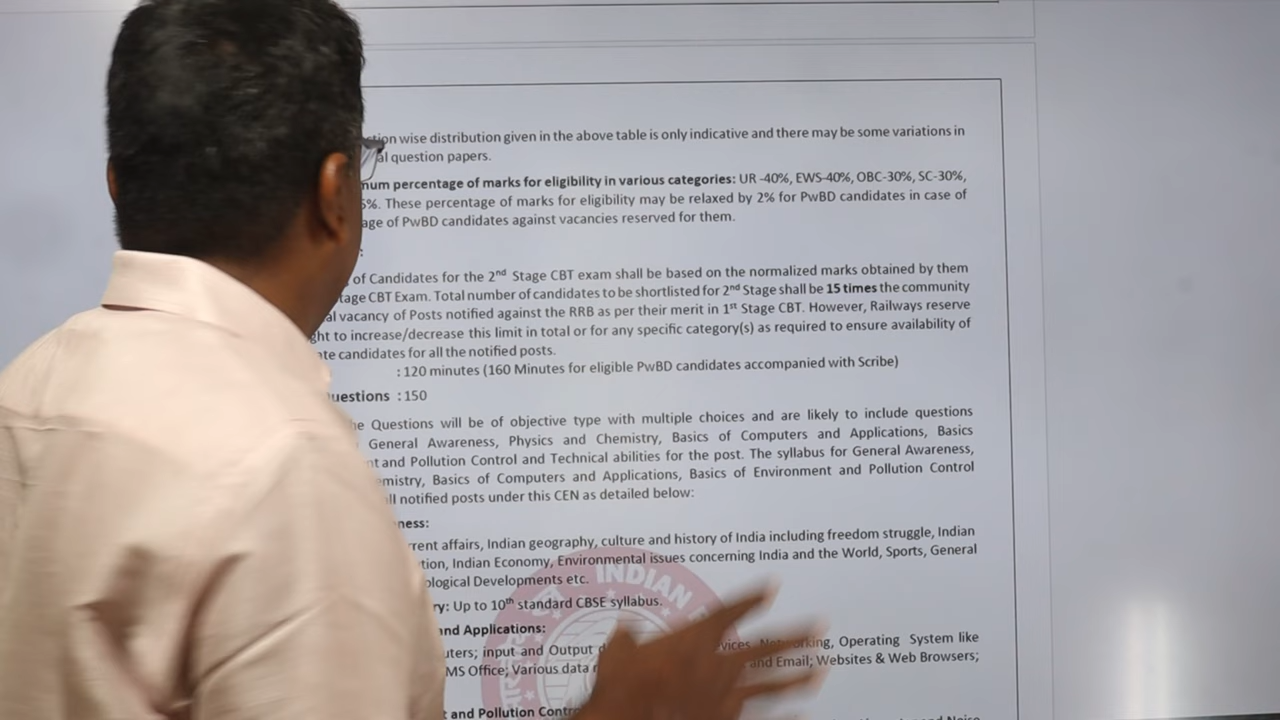 tion wise distribution given in the above table is only indicative and there may be some variations in
al question papers.
num percentage of marks for eligibility in various categories: UR -40%, EWS-40%, OBC-30%, SC-30%,
5%. These percentage of marks for eligibility may be relaxed by 2% for PwBD candidates in case of
age of PwBD candidates against vacancies reserved for them.
:
of Candidates for the 2nd Stage CBT exam shall be based on the normalized marks obtained by them
tage CBT Exam. Total number of candidates to be shortlisted for 2nd Stage shall be 15 times the community
al vacancy of Posts notified against the RRB as per their merit in 1st Stage CBT. However, Railways reserve
ght to increase/decrease this limit in total or for any specific category(s) as required to ensure availability of
te candidates for all the notified posts.
: 120 minutes (160 Minutes for eligible PwBD candidates accompanied with Scribe)
uestions : 150
he Questions will be of objective type with multiple choices and are likely to include questions
General Awareness, Physics and Chemistry, Basics of Computers and Applications, Basics
nt and Pollution Control and Technical abilities for the post. The syllabus for General Awareness,
emistry, Basics of Computers and Applications, Basics of Environment and Pollution Control
ll notified posts under this CEN as detailed below:
ness:
rrent affairs, Indian geography, culture and history of India including freedom struggle, Indian
tion, Indian Economy, Environmental issues concerning India and the World, Sports, General
ological Developments etc.
ry: Up to 10th standard CBSE syllabus.
and Applications:
uters; input and Output d vices, Networking, Operating System like
MS Office; Various data r and Email; Websites & Web Browsers;
t and Pollution Contr
INDIAN R